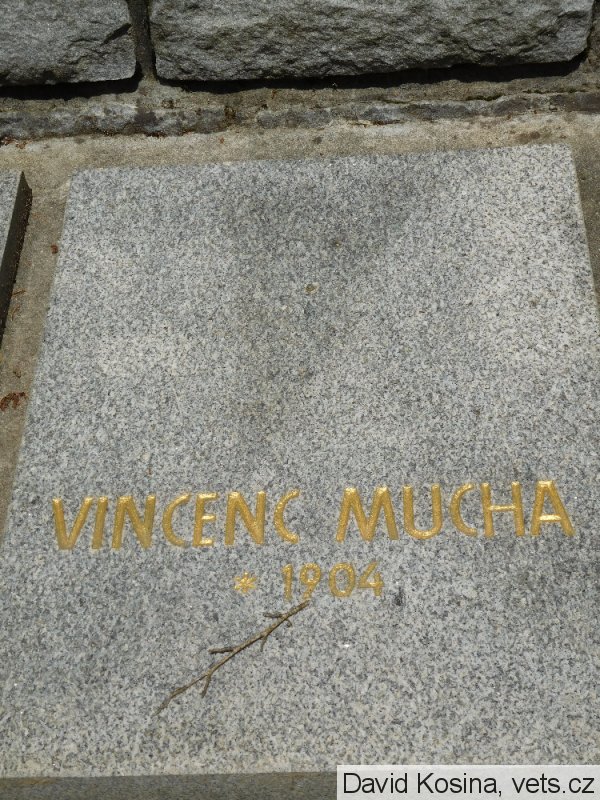 VINCENC MUCHA
* 1904
David Kosina, vets.cz